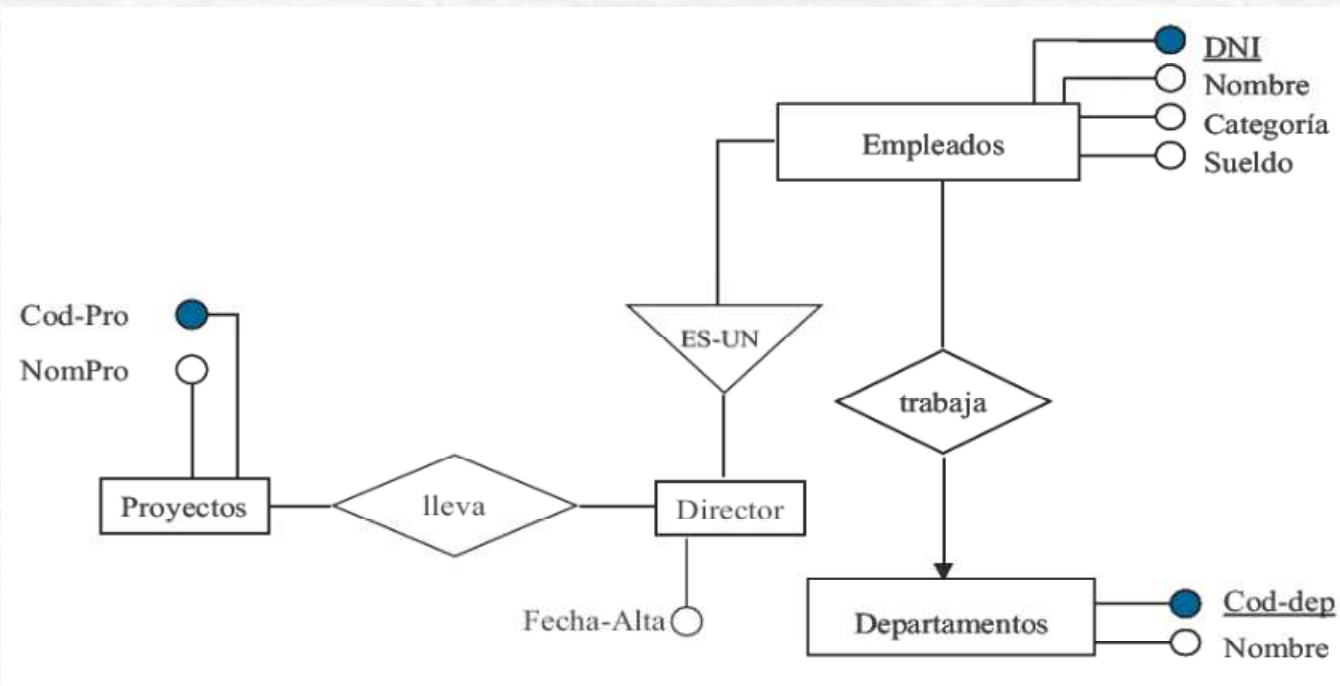 DNI
Nombre
Categoría
Sueldo
Empleados
Cod-Pro
NomPro
ES-UN
trabaja
Proyectos
lleva
Director
Fecha-Alta
Departamentos
Cod-dep
Nombre